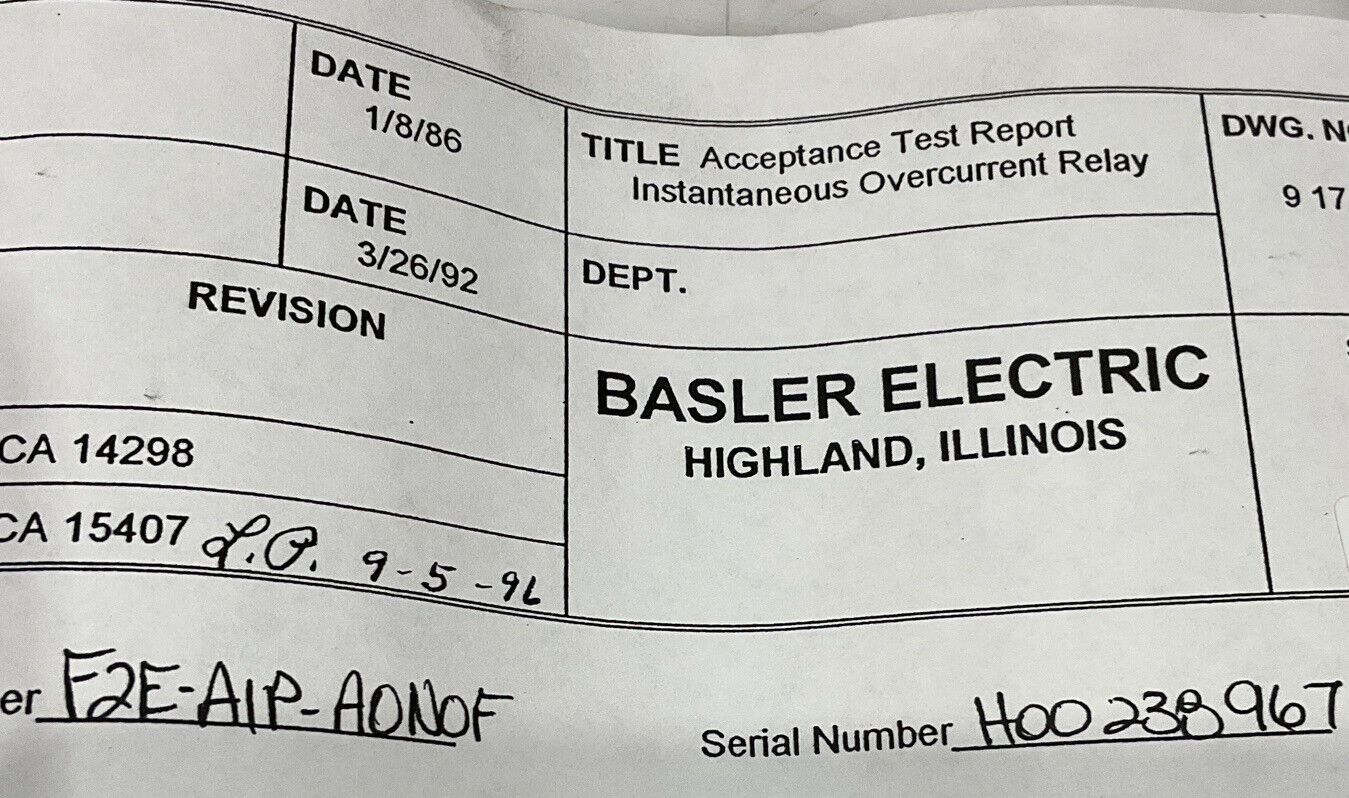 DATE
1/8/86
TITLE Acceptance Test Report
Instantaneous Overcurrent Relay
DWG. N
9 17
DATE
3/26/92
DEPT.
REVISION
BASLER ELECTRIC
HIGHLAND, ILLINOIS
CA 14298
CA 15407 9-5-96
er F2E-A1P-A0N0F
Serial Number H00238967